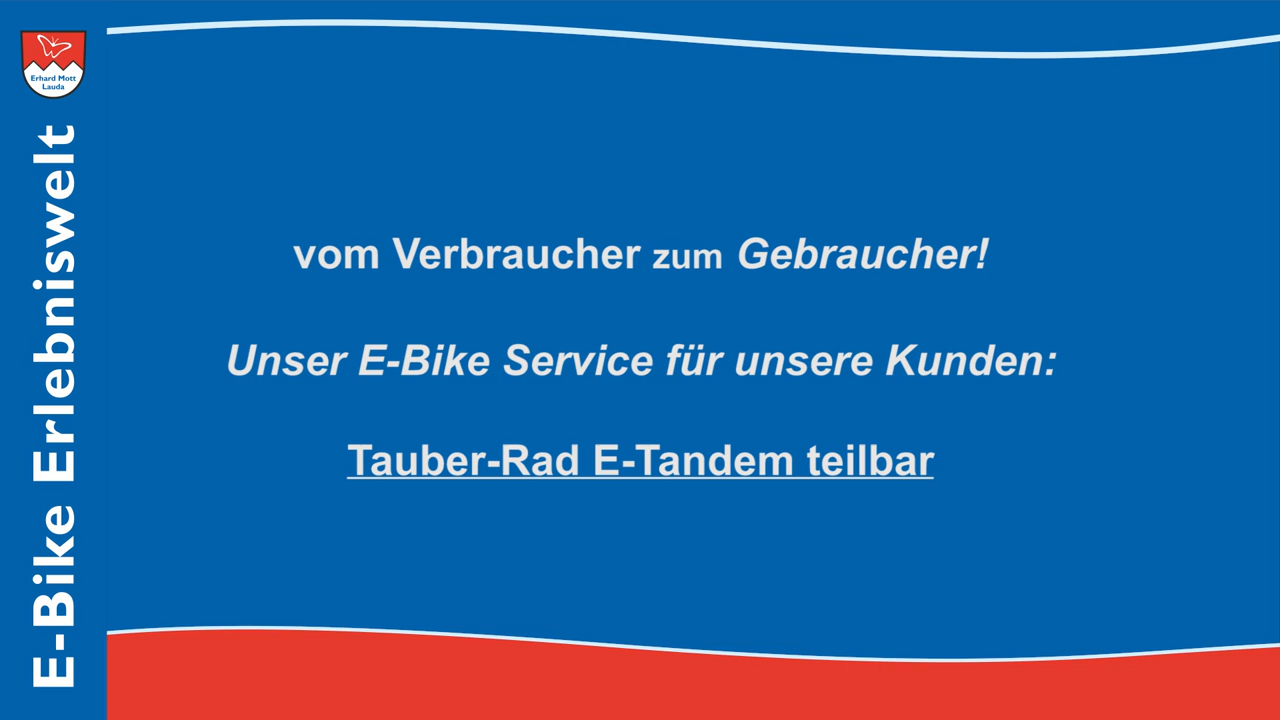 Erhard Mott
Lauda
E-Bike Erlebniswelt
vom Verbraucher zum Gebraucher!
Unser E-Bike Service für unsere Kunden:
Tauber-Rad E-Tandem teilbar